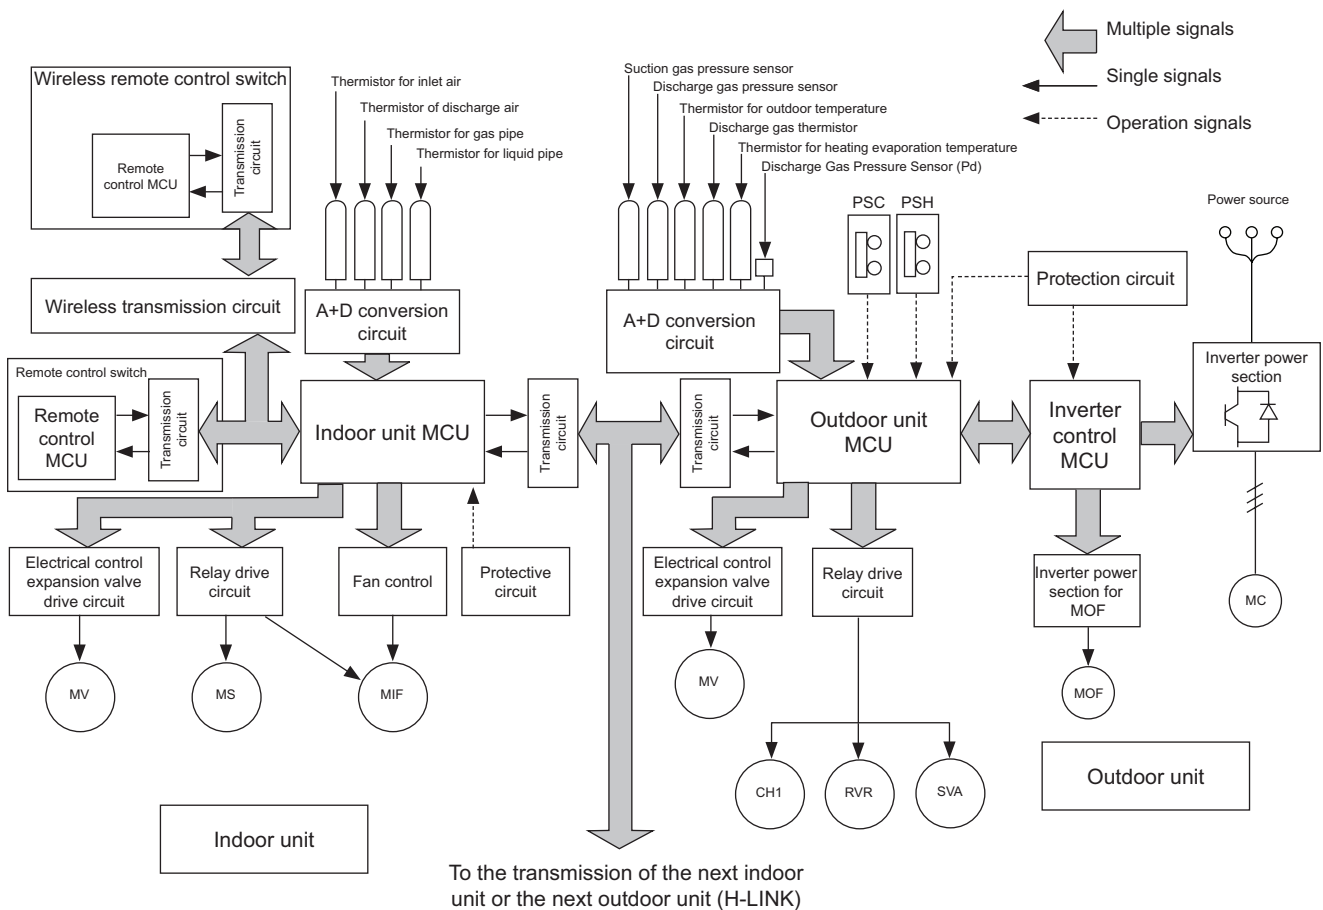 Multiple signals
Single signals
Operation signals
Wireless remote control switch
Remote
control MCU
Transmission
circuit
Thermistor for inlet air
Thermistor of discharge air
Thermistor for gas pipe
Thermistor for liquid pipe
Suction gas pressure sensor
Discharge gas pressure sensor
Thermistor for outdoor temperature
Discharge gas thermistor
Thermistor for heating evaporation temperature
Discharge Gas Pressure Sensor (Pd)
PSC
PSH
Power source
Wireless transmission circuit
A+D conversion
circuit
A+D conversion
circuit
Protection circuit
Inverter power
section
Remote control switch
Remote
control
MCU
Transmission
circuit
Indoor unit MCU
Transmission
circuit
Transmission
circuit
Outdoor unit
MCU
Inverter
control
MCU
Electrical control
expansion valve
drive circuit
Relay drive
circuit
Fan control
Protective
circuit
Electrical control
expansion valve
drive circuit
Relay drive
circuit
Inverter power
section for
MOF
MC
MV
MS
MIF
MV
MOF
CH1
RVR
SVA
Indoor unit
Outdoor unit
To the transmission of the next indoor
unit or the next outdoor unit (H-LINK)